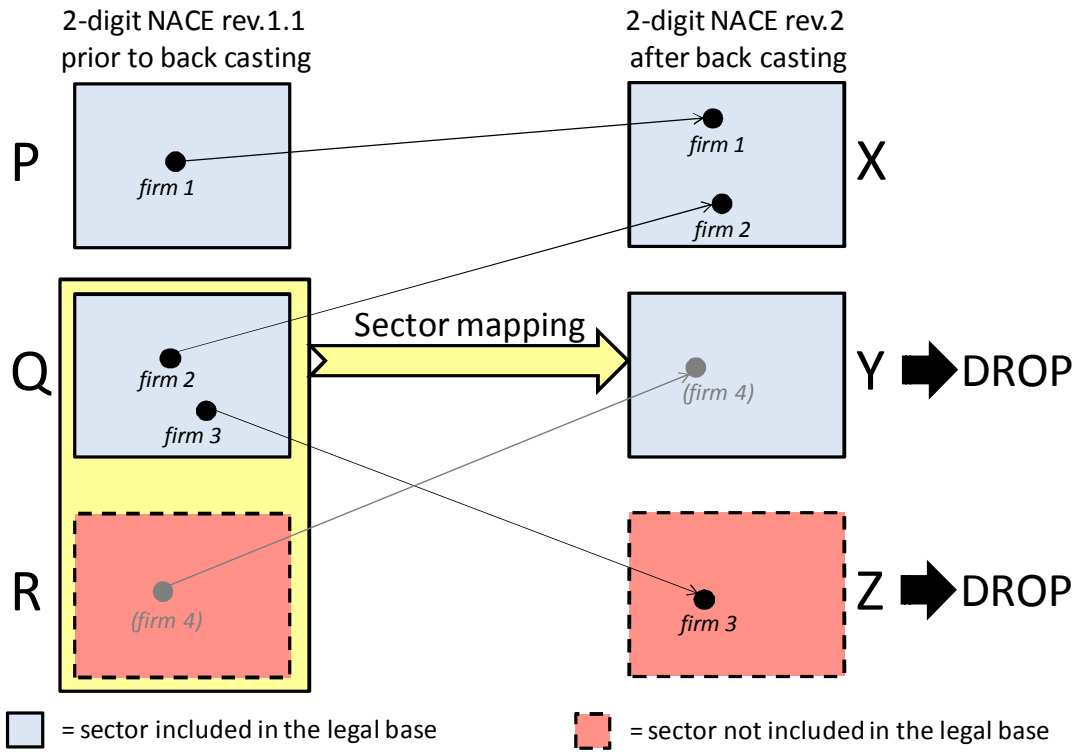 2-digit NACE rev.1.1
prior to back casting
2-digit NACE rev.2
after back casting
P
firm 1
firm 1
firm 2
X
Q
firm 2
firm 3
Sector mapping
(firm 4)
Y
DROP
R
(firm 4)
firm 3
Z
DROP
= sector included in the legal base
= sector not included in the legal base